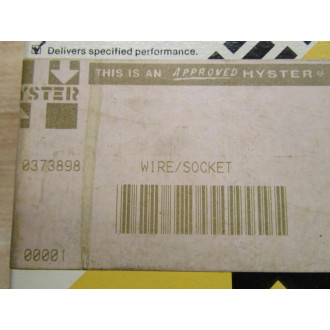 Delivers specified performance.
THIS IS AN APPROVED HYSTER®
YSTER
0373898 WIRE/SOCKET
00001